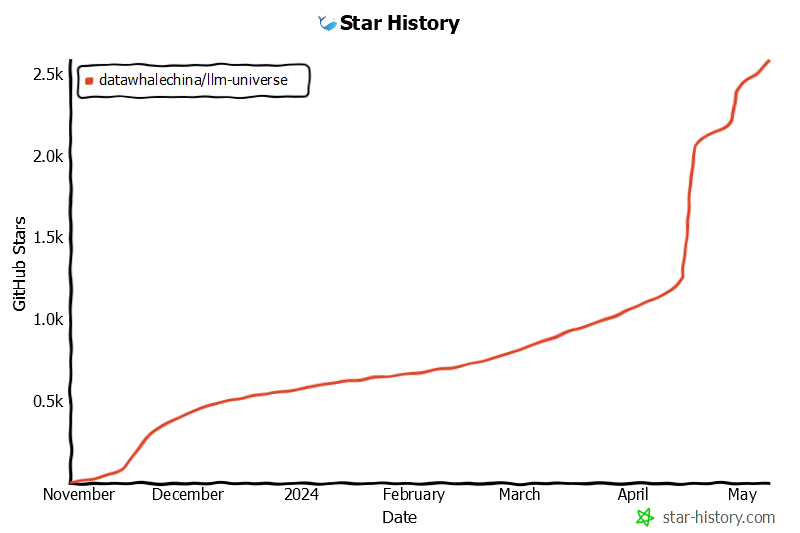 Star History
datawhalechina/llm-universe
2.5k
2.0k
1.5k
1.0k
0.5k
GitHub Stars
November December 2024 February March April May
Date
star-history.com